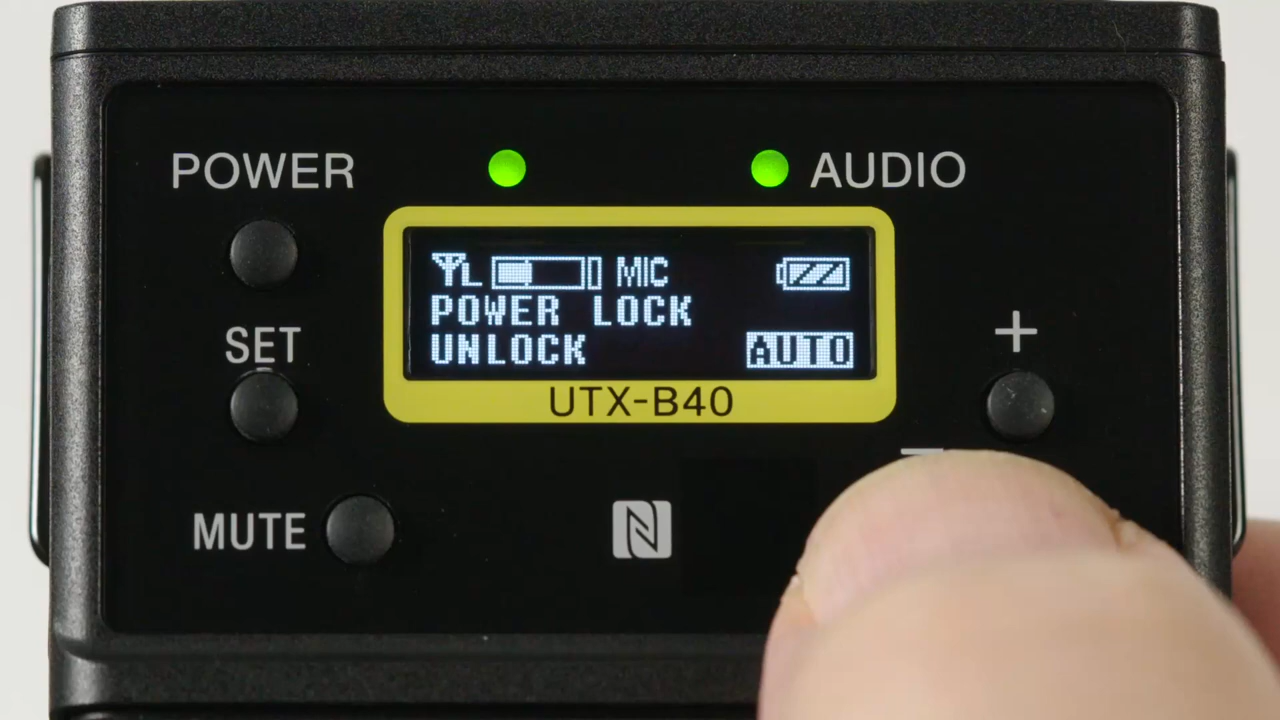 POWER
AUDIO
L MIC
POWER LOCK
UNLOCK AUTO
SET
UTX-B40
+
−
MUTE
N